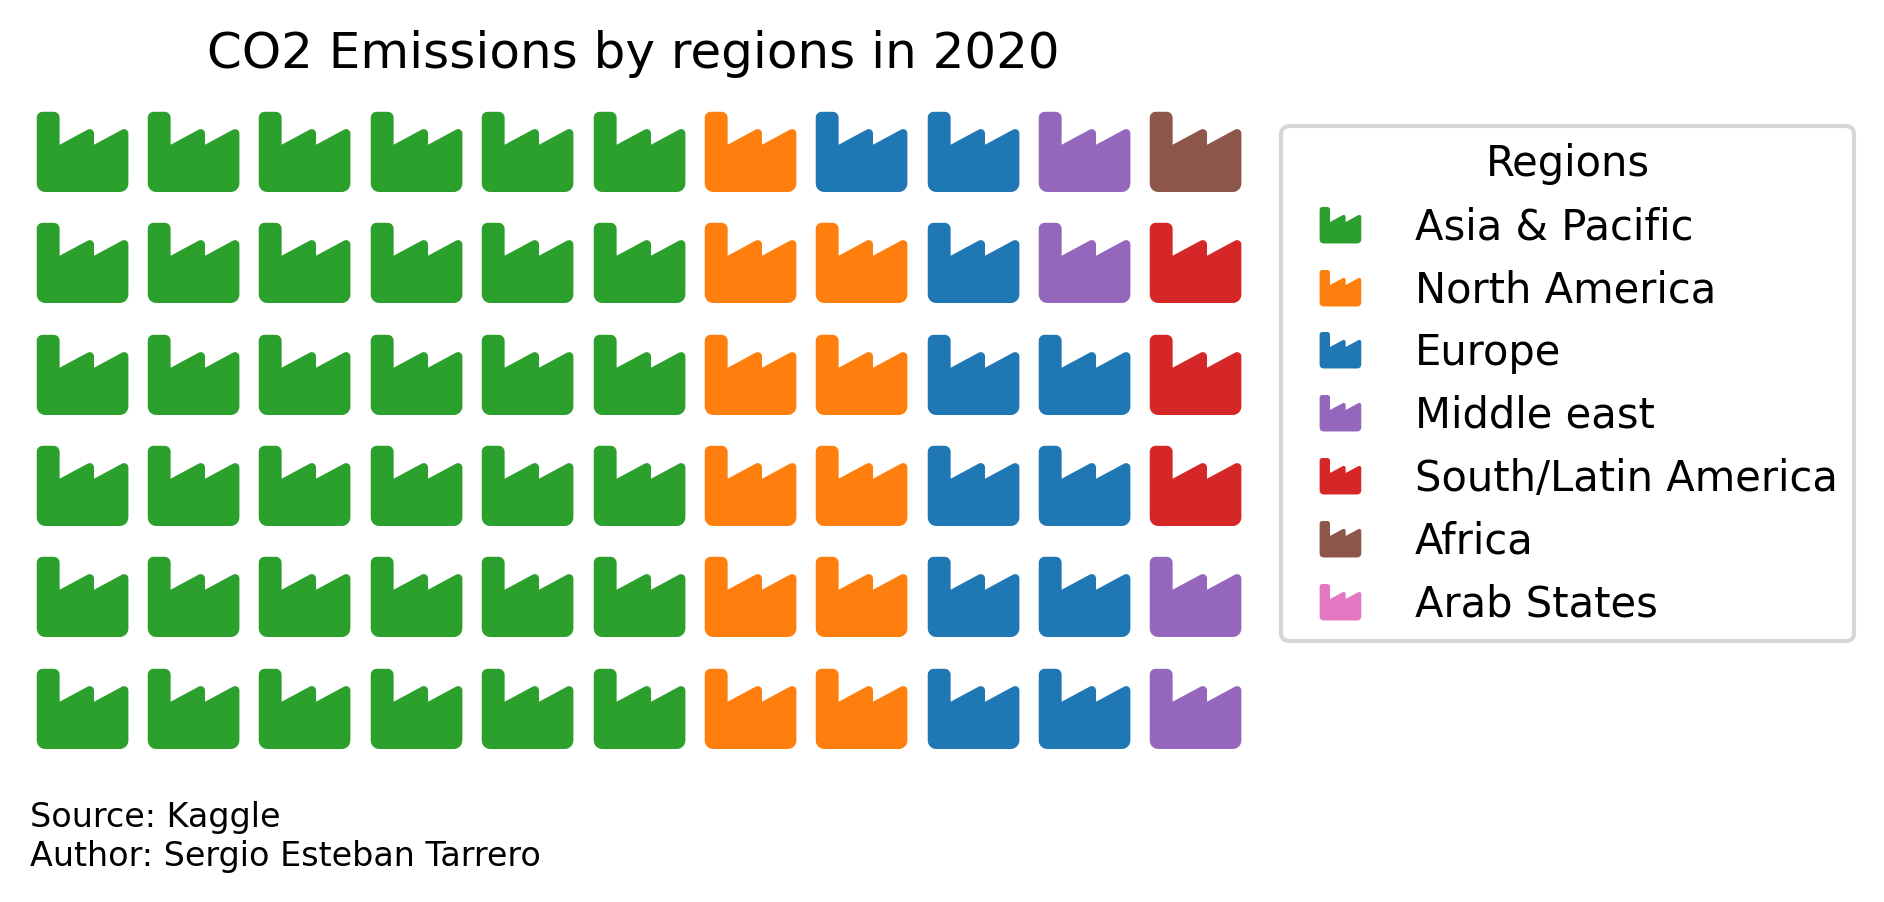 CO2 Emissions by regions in 2020
Regions
Asia & Pacific
North America
Europe
Middle east
South/Latin America
Africa
Arab States
Source: Kaggle
Author: Sergio Esteban Tarrero